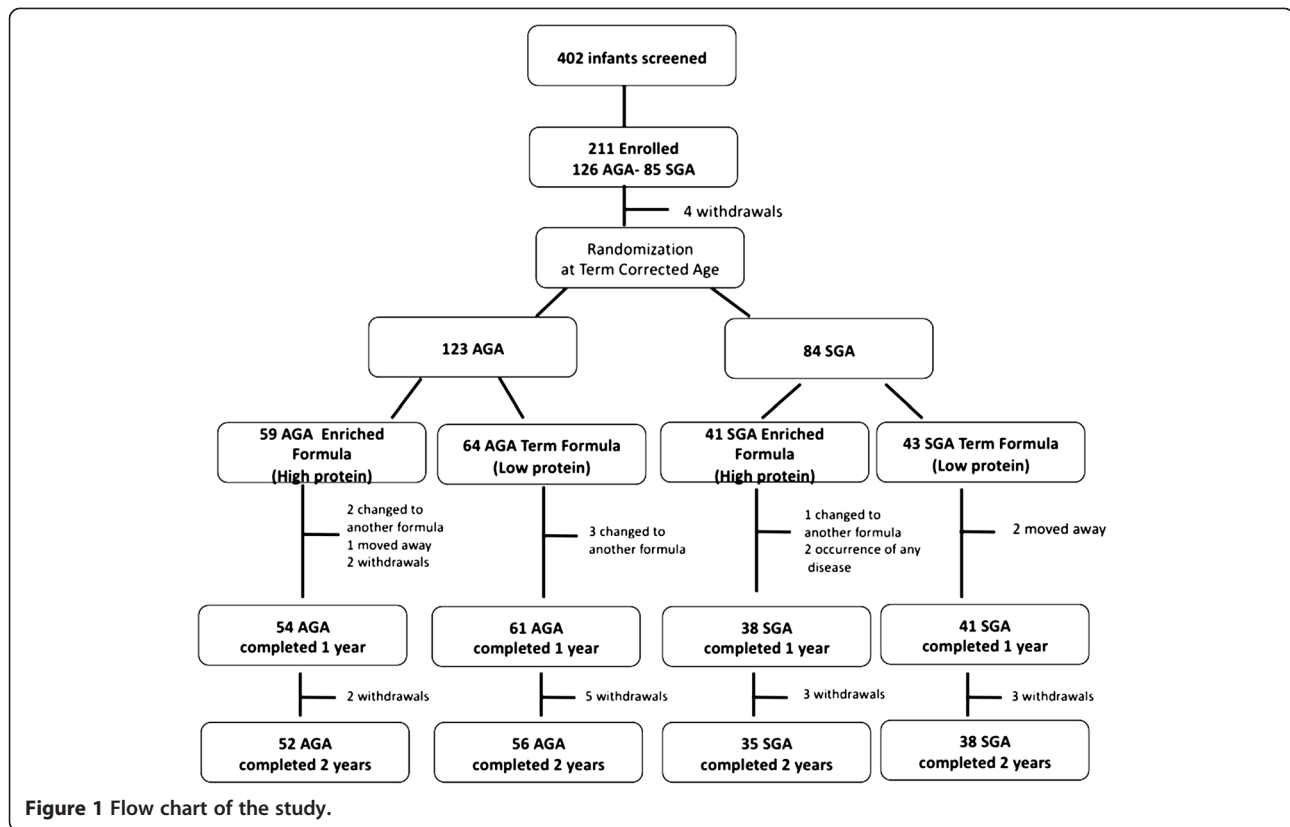 402 infants screened
211 Enrolled
126 AGA- 85 SGA
4 withdrawals
Randomization
at Term Corrected Age
123 AGA
84 SGA
59 AGA Enriched
Formula
(High protein)
64 AGA Term Formula
(Low protein)
41 SGA Enriched
Formula
(High protein)
43 SGA Term Formula
(Low protein)
2 changed to
another formula
1 moved away
2 withdrawals
3 changed to
another formula
1 changed to
another formula
2 occurrence of any
disease
2 moved away
54 AGA
completed 1 year
61 AGA
completed 1 year
38 SGA
completed 1 year
41 SGA
completed 1 year
2 withdrawals
5 withdrawals
3 withdrawals
3 withdrawals
52 AGA
completed 2 years
56 AGA
completed 2 years
35 SGA
completed 2 years
38 SGA
completed 2 years
Figure 1 Flow chart of the study.